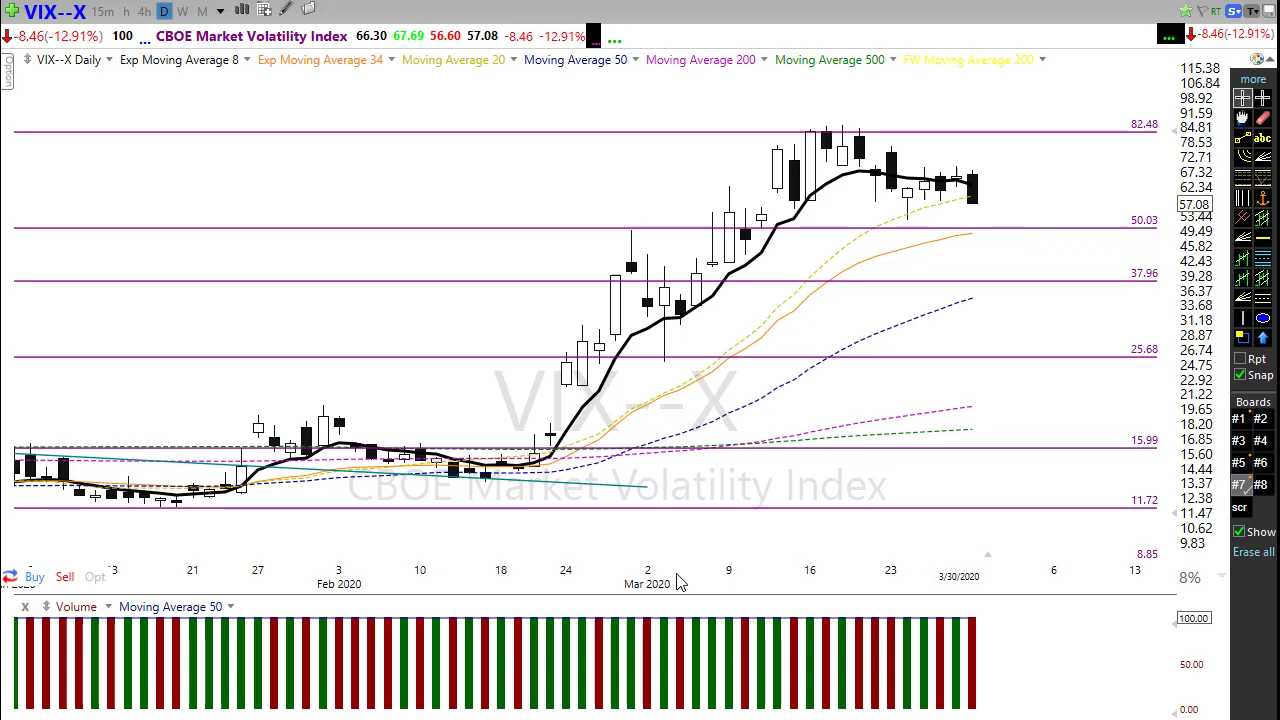 VIX--X 15m h 4h D W M RT S T
-8.46(-12.91%) 100 ... CBOE Market Volatility Index 66.30 67.69 56.60 57.08 -8.46 -12.91% ... ... ... -8.46(-12.91%)
Option
VIX--X Daily Exp Moving Average 8 Exp Moving Average 34 Moving Average 20 Moving Average 50 Moving Average 200 Moving Average 500 FW Moving Average 200
115.38
106.84
98.92
91.59
84.81
78.53
72.71
67.32
62.34
57.08
53.44
49.49
45.82
42.43
39.28
36.37
33.68
31.18
28.87
26.74
24.75
22.92
21.22
19.65
18.20
16.85
15.60
14.44
13.37
12.38
11.47
10.62
9.83
82.48
50.03
37.96
25.68
15.99
11.72
8.85
VIX--X
CBOE Market Volatility Index
13 21 27 3 10 18 24 2 9 16 23 3/30/2020 6 13
Feb 2020 Mar 2020
Buy Sell Opt
8%
x Volume Moving Average 50
100.00
50.00
0.00
more
abc
Rpt
Snap
Boards
#1 #2
#3 #4
#5 #6
#7 #8
scr
Show
Erase all